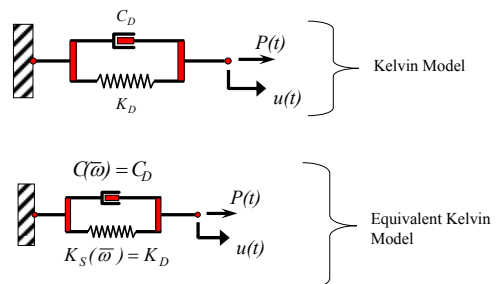 C_D
P(t)
Kelvin Model
K_D
u(t)
C(ω̅) = C_D
P(t)
Equivalent Kelvin
Model
u(t)
K_S(ω̅) = K_D